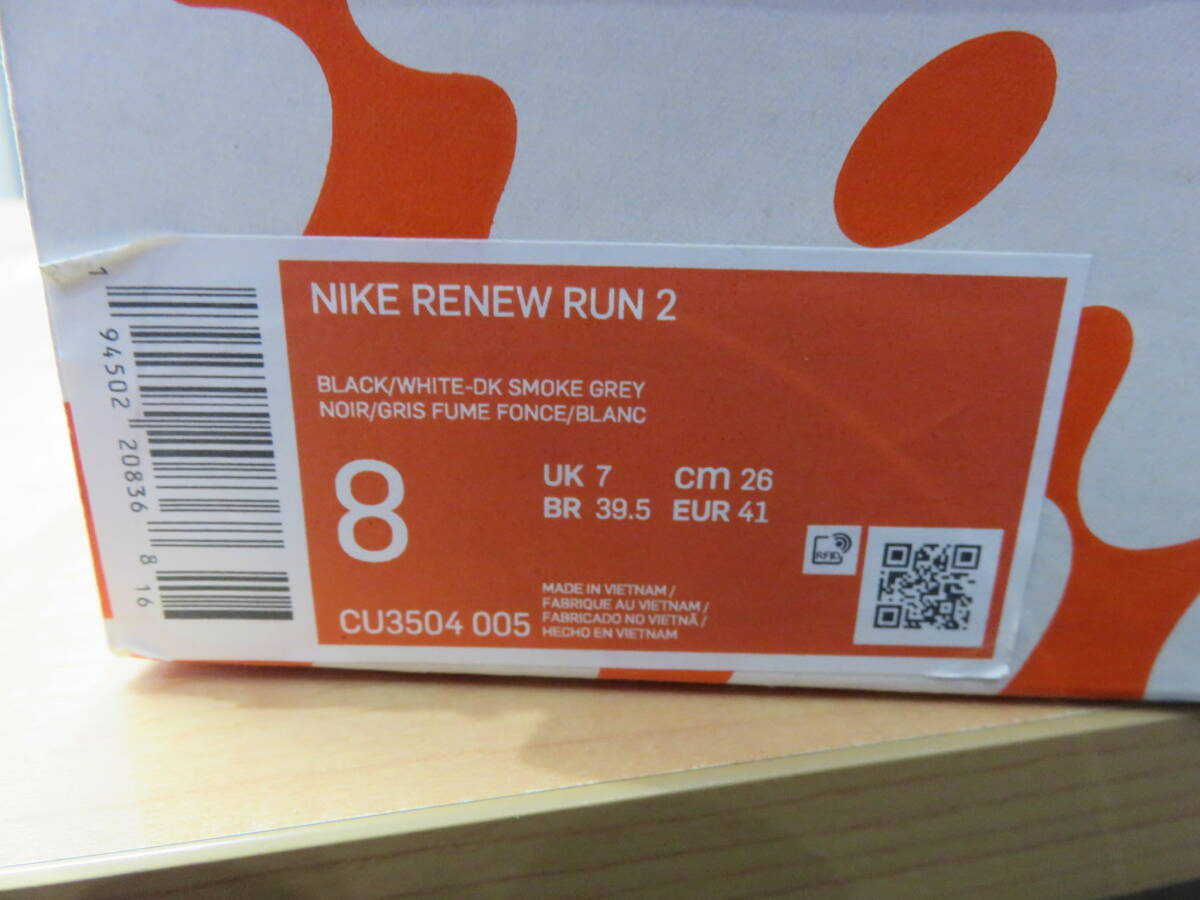 NIKE RENEW RUN 2
BLACK/WHITE-DK SMOKE GREY
NOIR/GRIS FUME FONCE/BLANC
8
UK 7 cm 26
BR 39.5 EUR 41
RFID
MADE IN VIETNAM /
FABRIQUE AU VIETNAM /
FABRICADO NO VIETNÃ /
HECHO EN VIETNAM
CU3504 005
1 94502 20836 8 16